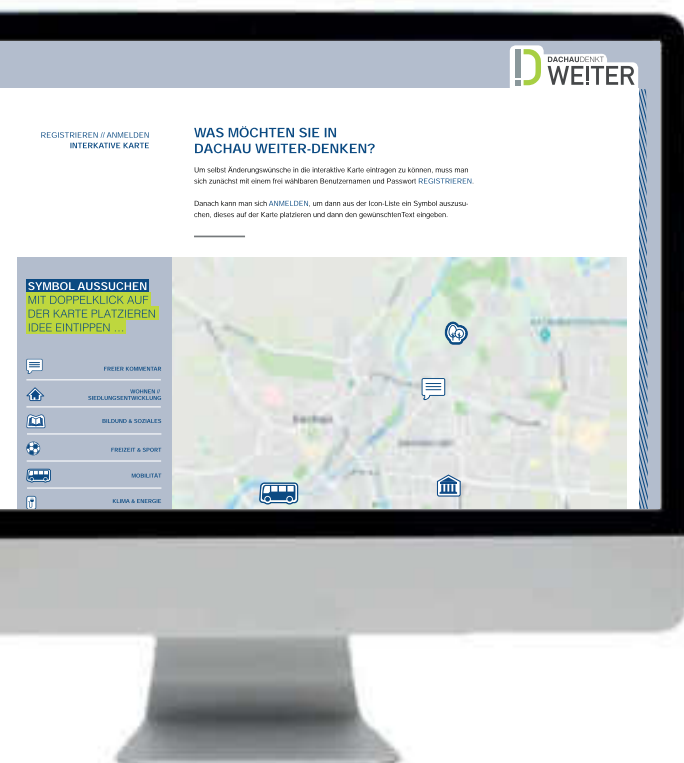 DACHAUDENKT
WE!TER
REGISTRIEREN // ANMELDEN
INTERKATIVE KARTE
WAS MÖCHTEN SIE IN
DACHAU WEITER-DENKEN?
Um selbst Änderungswünsche in die interaktive Karte eintragen zu können, muss man
sich zunächst mit einem frei wählbaren Benutzernamen und Passwort REGISTRIEREN.
Danach kann man sich ANMELDEN, um dann aus der Icon-Liste ein Symbol auszusu-
chen, dieses auf der Karte platzieren und dann den gewünschtenText eingeben.
SYMBOL AUSSUCHEN
MIT DOPPELKLICK AUF
DER KARTE PLATZIEREN
IDEE EINTIPPEN ...
FREIER KOMMENTAR
WOHNEN //
SIEDLUNGSENTWICKLUNG
BILDUND & SOZIALES
FREIZEIT & SPORT
MOBILITÄT
KLIMA & ENERGIE
Dachau